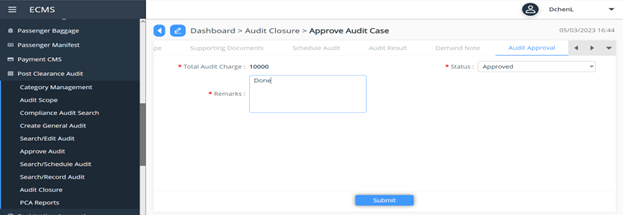 ECMS
DchenL
Passenger Baggage
Passenger Manifest
Payment CMS
Post Clearance Audit
Category Management
Audit Scope
Compliance Audit Search
Create General Audit
Search/Edit Audit
Approve Audit
Search/Schedule Audit
Search/Record Audit
Audit Closure
PCA Reports
Dashboard > Audit Closure > Approve Audit Case
05/03/2023 16:44
pe Supporting Documents Schedule Audit Audit Result Demand Note Audit Approval
* Total Audit Charge : 10000
* Status : Approved
* Remarks : Done
Submit